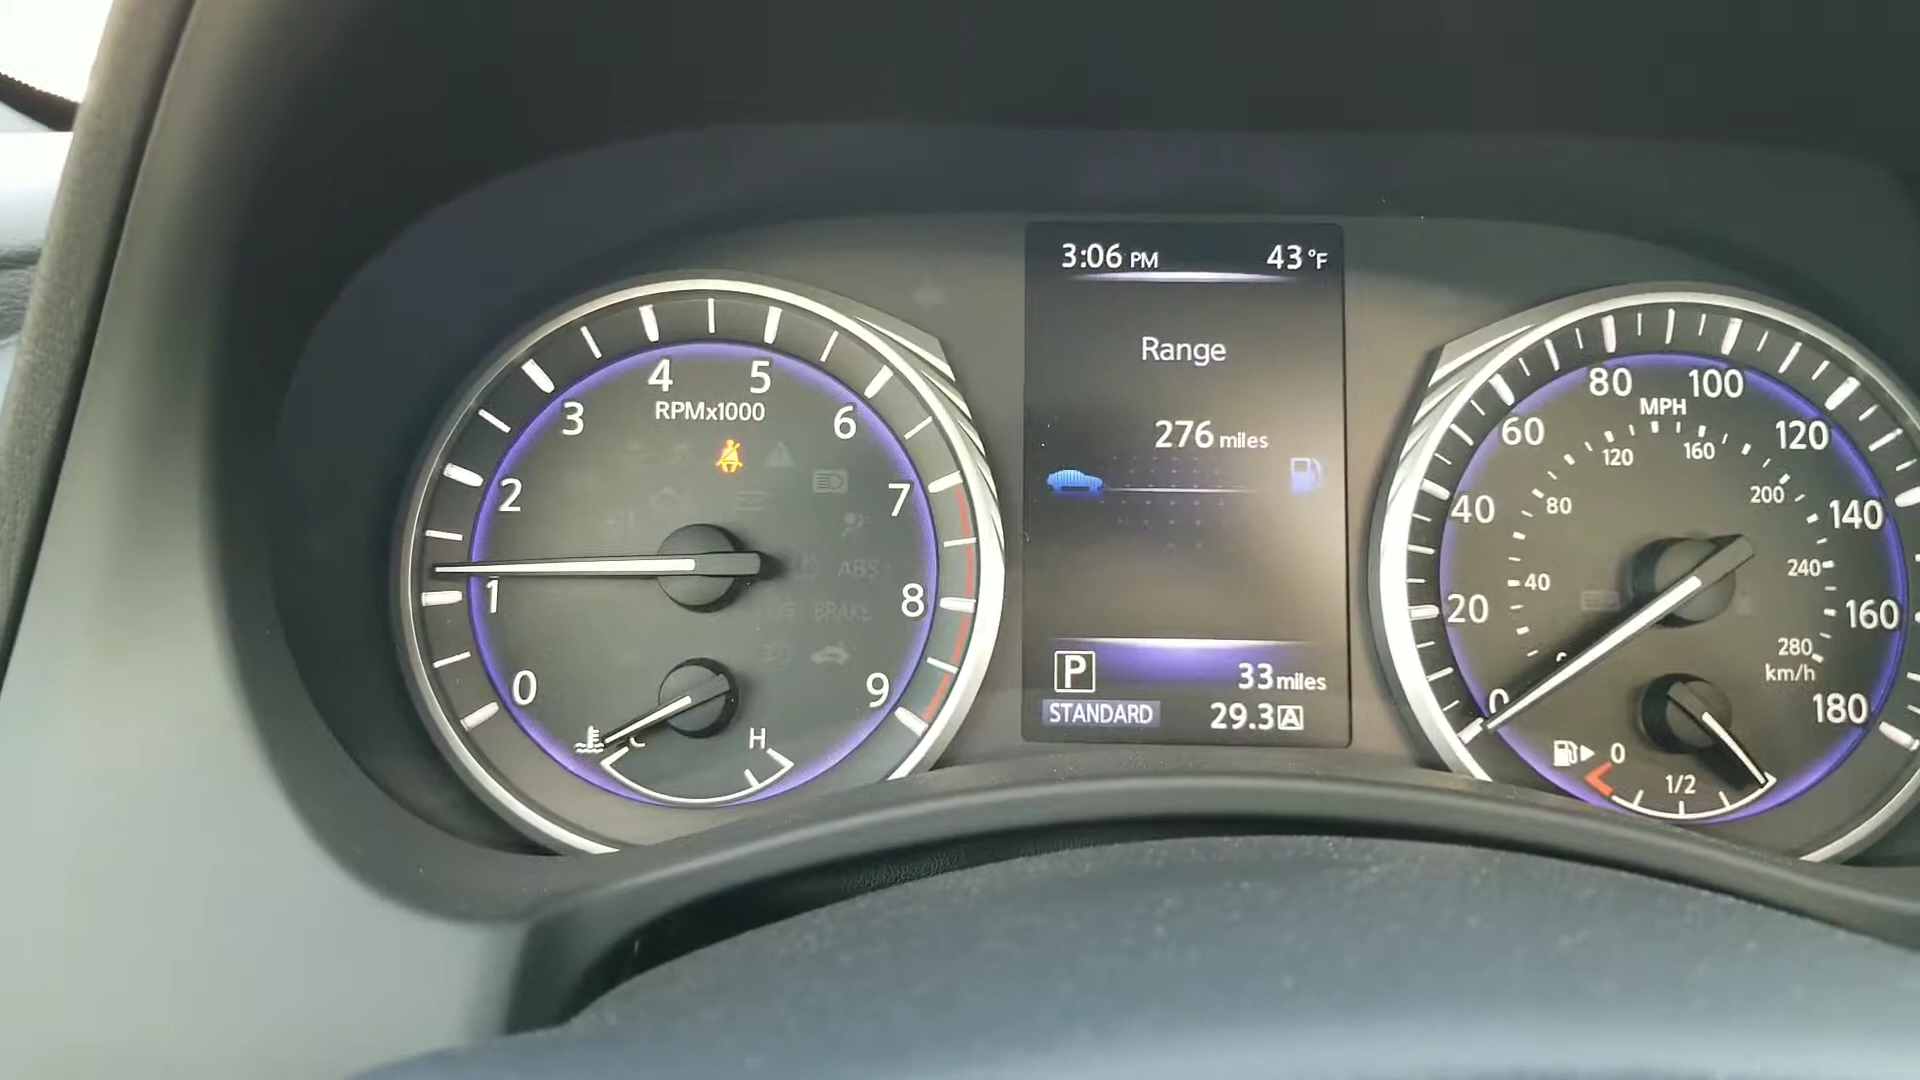 3:06 PM 43 °F
Range
276 miles
P 33 miles
STANDARD 29.3 A
0
1
2
3
4
5
6
7
8
9
RPMx1000
ABS
BRAKE
C H
0
20
40
60
80
100
120
140
160
180
MPH
40
80
120
160
200
240
280
km/h
0 1/2